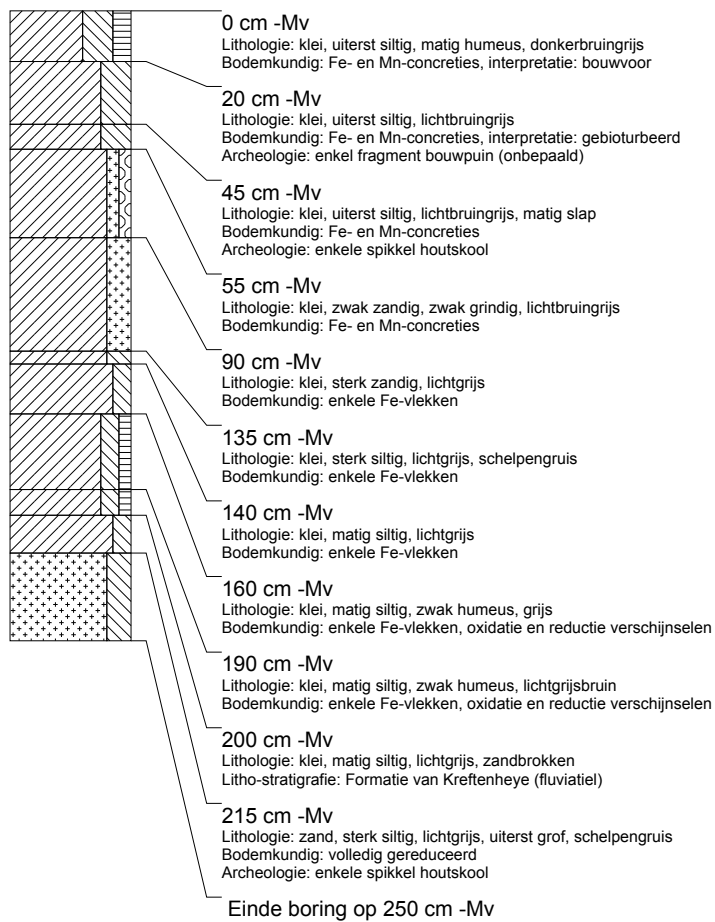 0 cm -Mv
Lithologie: klei, uiterst siltig, matig humeus, donkerbruingrijs
Bodemkundig: Fe- en Mn-concreties, interpretatie: bouwvoor
20 cm -Mv
Lithologie: klei, uiterst siltig, lichtbruingrijs
Bodemkundig: Fe- en Mn-concreties, interpretatie: gebioturbeerd
Archeologie: enkel fragment bouwpuin (onbepaald)
45 cm -Mv
Lithologie: klei, uiterst siltig, lichtbruingrijs, matig slap
Bodemkundig: Fe- en Mn-concreties
Archeologie: enkele spikkel houtskool
55 cm -Mv
Lithologie: klei, zwak zandig, zwak grindig, lichtbruingrijs
Bodemkundig: Fe- en Mn-concreties
90 cm -Mv
Lithologie: klei, sterk zandig, lichtgrijs
Bodemkundig: enkele Fe-vlekken
135 cm -Mv
Lithologie: klei, sterk siltig, lichtgrijs, schelpengruis
Bodemkundig: enkele Fe-vlekken
140 cm -Mv
Lithologie: klei, matig siltig, lichtgrijs
Bodemkundig: enkele Fe-vlekken
160 cm -Mv
Lithologie: klei, matig siltig, zwak humeus, grijs
Bodemkundig: enkele Fe-vlekken, oxidatie en reductie verschijnselen
190 cm -Mv
Lithologie: klei, matig siltig, zwak humeus, lichtgrijsbruin
Bodemkundig: enkele Fe-vlekken, oxidatie en reductie verschijnselen
200 cm -Mv
Lithologie: klei, matig siltig, lichtgrijs, zandbrokken
Litho-stratigrafie: Formatie van Kreftenheye (fluviatiel)
215 cm -Mv
Lithologie: zand, sterk siltig, lichtgrijs, uiterst grof, schelpengruis
Bodemkundig: volledig gereduceerd
Archeologie: enkele spikkel houtskool
Einde boring op 250 cm -Mv